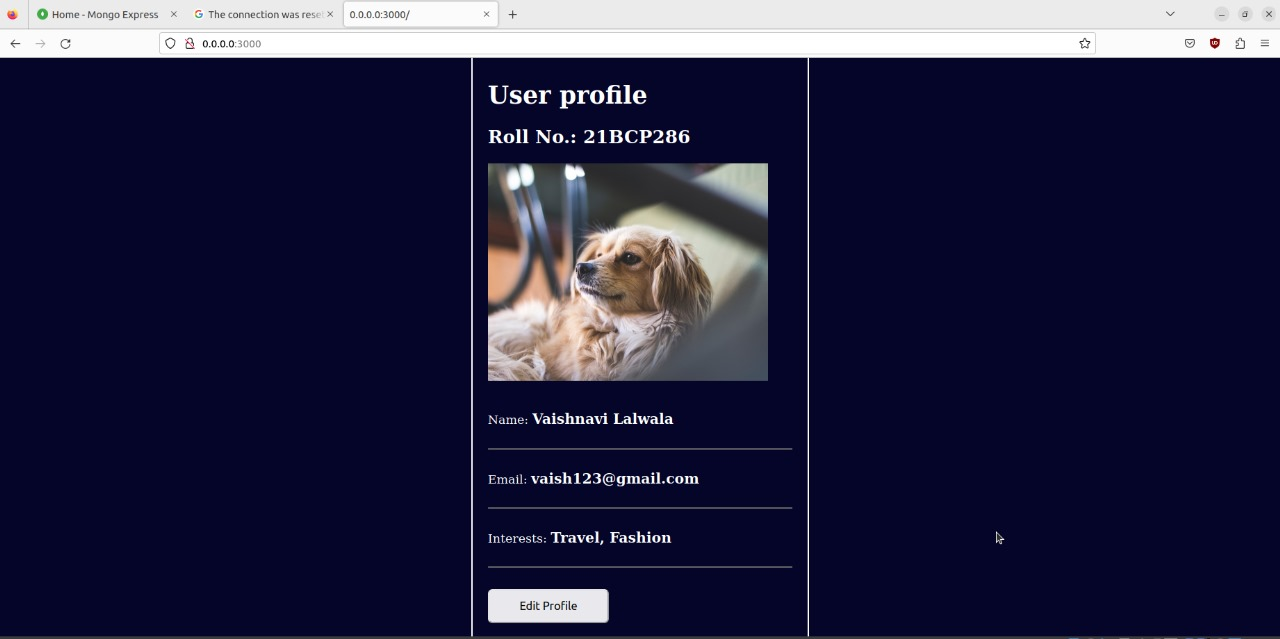 Home - Mongo Express
The connection was reset
0.0.0.0:3000/
0.0.0.0:3000
User profile
Roll No.: 21BCP286
Name: Vaishnavi Lalwala
Email: vaish123@gmail.com
Interests: Travel, Fashion
Edit Profile